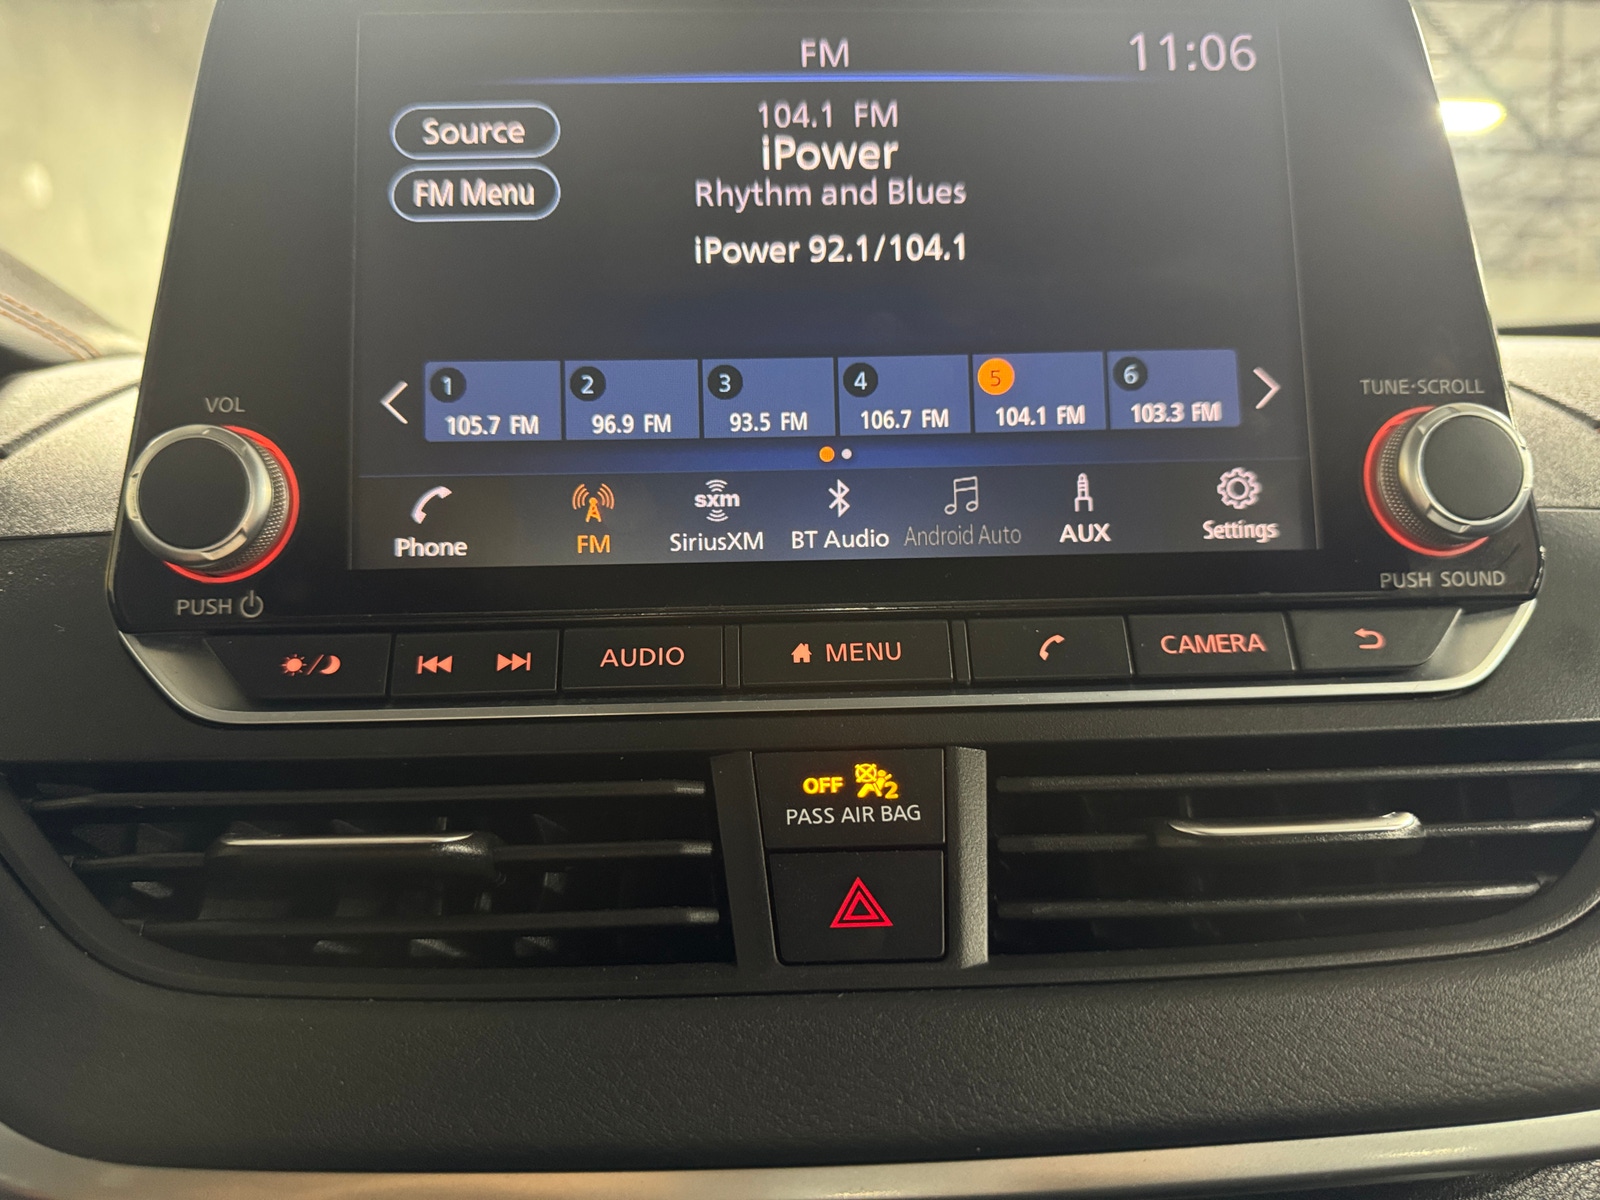 FM
11:06
Source
104.1 FM
iPower
FM Menu
Rhythm and Blues
iPower 92.1/104.1
1
2
3
4
5
6
105.7 FM
96.9 FM
93.5 FM
106.7 FM
104.1 FM
103.3 FM
VOL
TUNE·SCROLL
sxm
Phone
FM
SiriusXM
BT Audio
Android Auto
AUX
Settings
PUSH
PUSH SOUND
AUDIO
MENU
CAMERA
OFF
2
PASS AIR BAG